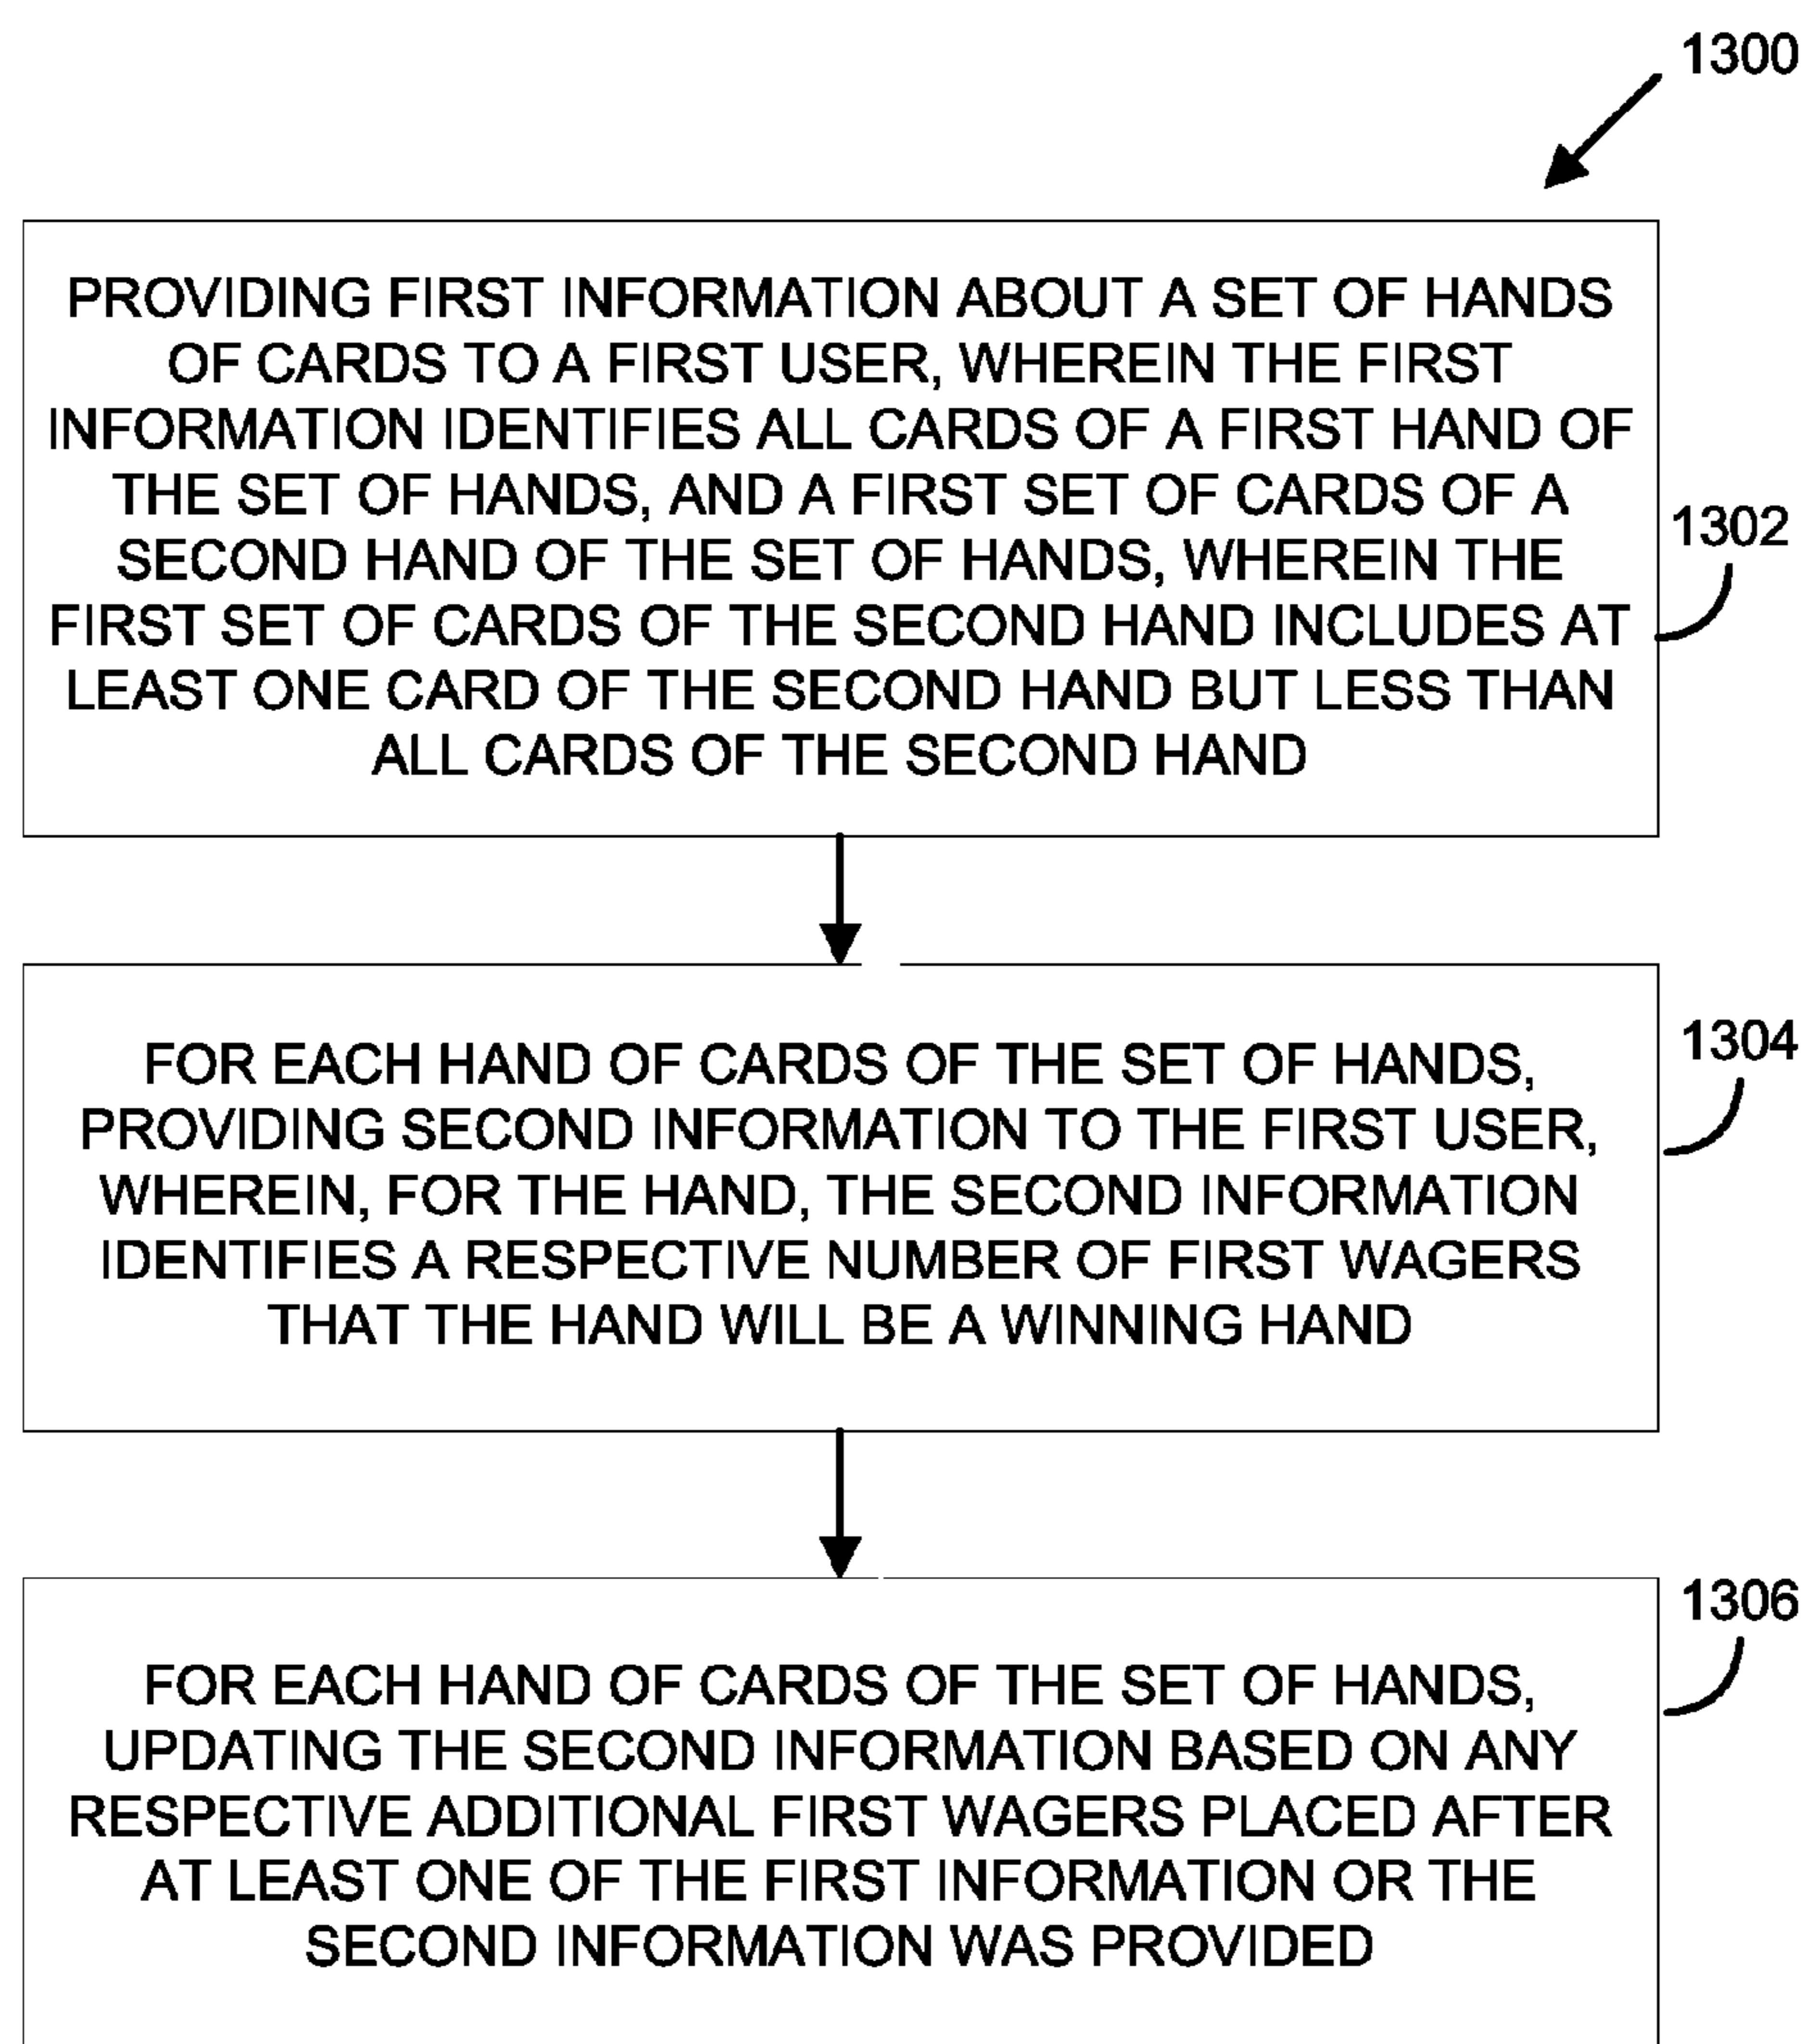 1300
PROVIDING FIRST INFORMATION ABOUT A SET OF HANDS
OF CARDS TO A FIRST USER, WHEREIN THE FIRST
INFORMATION IDENTIFIES ALL CARDS OF A FIRST HAND OF
THE SET OF HANDS, AND A FIRST SET OF CARDS OF A
SECOND HAND OF THE SET OF HANDS, WHEREIN THE
FIRST SET OF CARDS OF THE SECOND HAND INCLUDES AT
LEAST ONE CARD OF THE SECOND HAND BUT LESS THAN
ALL CARDS OF THE SECOND HAND
1302
FOR EACH HAND OF CARDS OF THE SET OF HANDS,
PROVIDING SECOND INFORMATION TO THE FIRST USER,
WHEREIN, FOR THE HAND, THE SECOND INFORMATION
IDENTIFIES A RESPECTIVE NUMBER OF FIRST WAGERS
THAT THE HAND WILL BE A WINNING HAND
1304
FOR EACH HAND OF CARDS OF THE SET OF HANDS,
UPDATING THE SECOND INFORMATION BASED ON ANY
RESPECTIVE ADDITIONAL FIRST WAGERS PLACED AFTER
AT LEAST ONE OF THE FIRST INFORMATION OR THE
SECOND INFORMATION WAS PROVIDED
1306